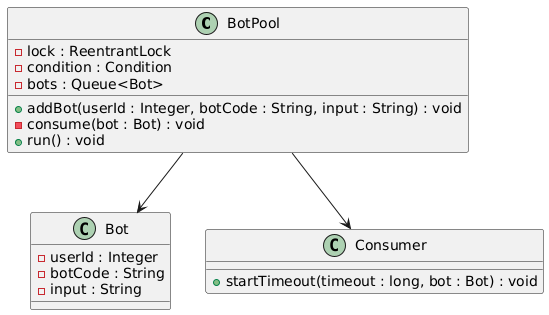 C BotPool
lock : ReentrantLock
condition : Condition
bots : Queue<Bot>
addBot(userId : Integer, botCode : String, input : String) : void
consume(bot : Bot) : void
run() : void
C Bot
userId : Integer
botCode : String
input : String
C Consumer
startTimeout(timeout : long, bot : Bot) : void